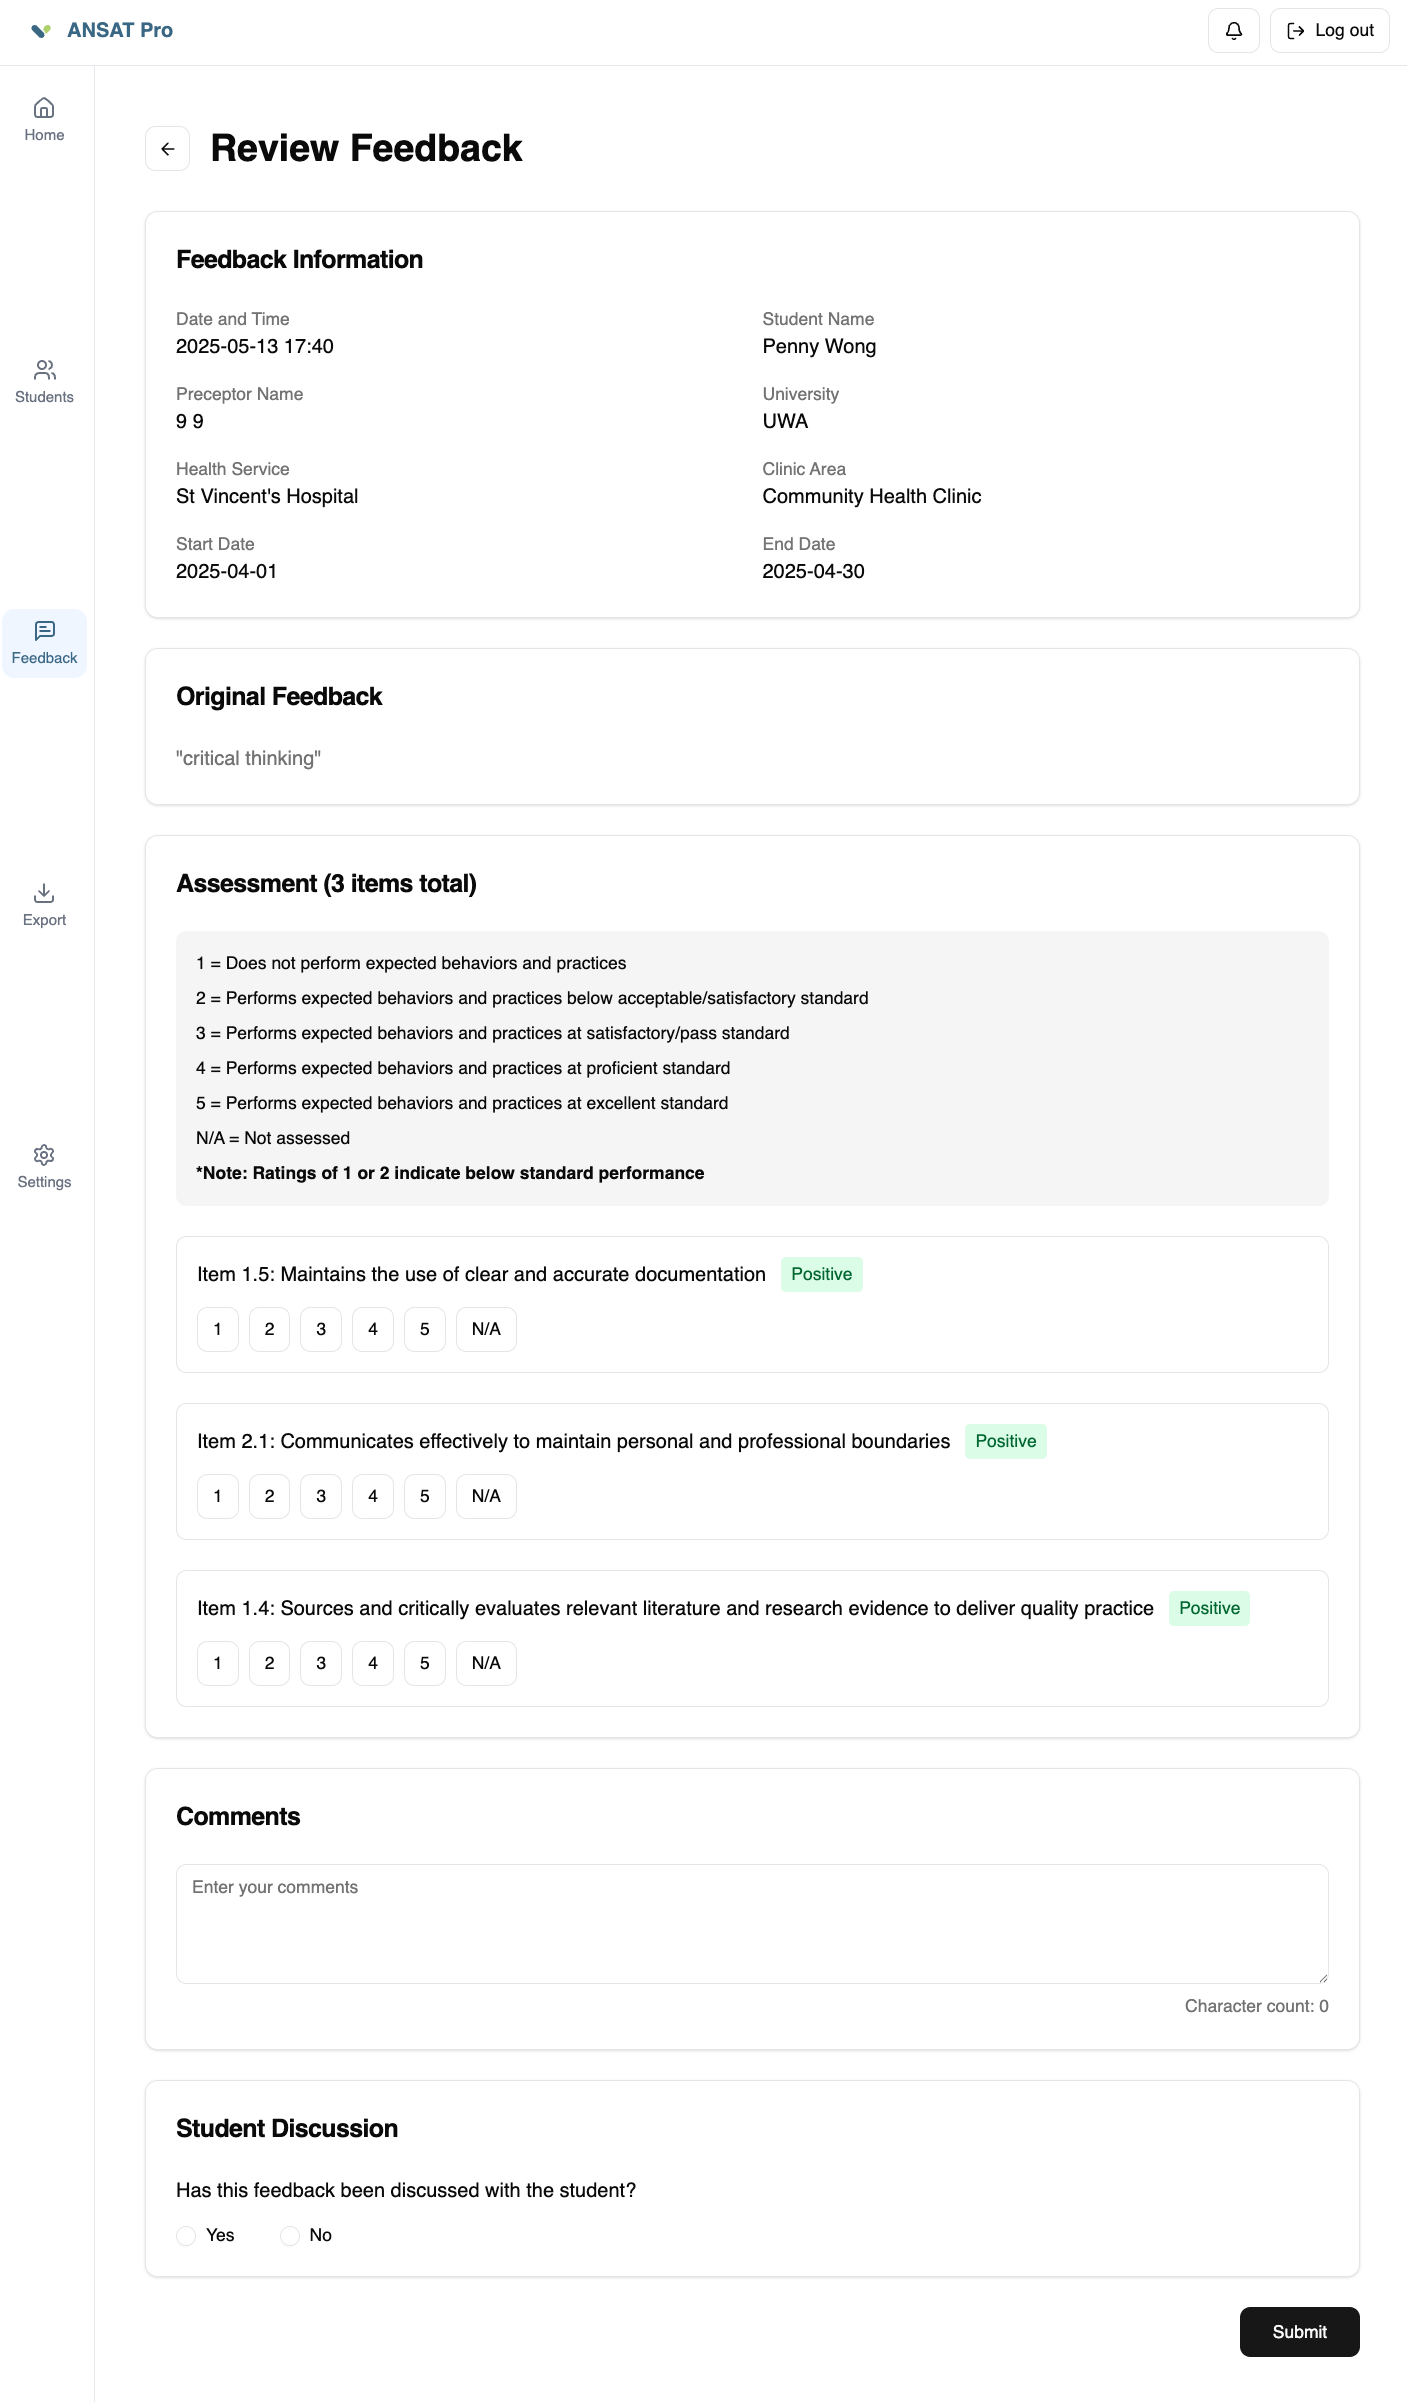 ANSAT Pro
Log out
Home
Students
Feedback
Export
Settings
Review Feedback
Feedback Information
Date and Time
2025-05-13 17:40
Student Name
Penny Wong
Preceptor Name
9 9
University
UWA
Health Service
St Vincent's Hospital
Clinic Area
Community Health Clinic
Start Date
2025-04-01
End Date
2025-04-30
Original Feedback
"critical thinking"
Assessment (3 items total)
1 = Does not perform expected behaviors and practices
2 = Performs expected behaviors and practices below acceptable/satisfactory standard
3 = Performs expected behaviors and practices at satisfactory/pass standard
4 = Performs expected behaviors and practices at proficient standard
5 = Performs expected behaviors and practices at excellent standard
N/A = Not assessed
*Note: Ratings of 1 or 2 indicate below standard performance
Item 1.5: Maintains the use of clear and accurate documentation Positive
1 2 3 4 5 N/A
Item 2.1: Communicates effectively to maintain personal and professional boundaries Positive
1 2 3 4 5 N/A
Item 1.4: Sources and critically evaluates relevant literature and research evidence to deliver quality practice Positive
1 2 3 4 5 N/A
Comments
Enter your comments
Character count: 0
Student Discussion
Has this feedback been discussed with the student?
Yes No
Submit